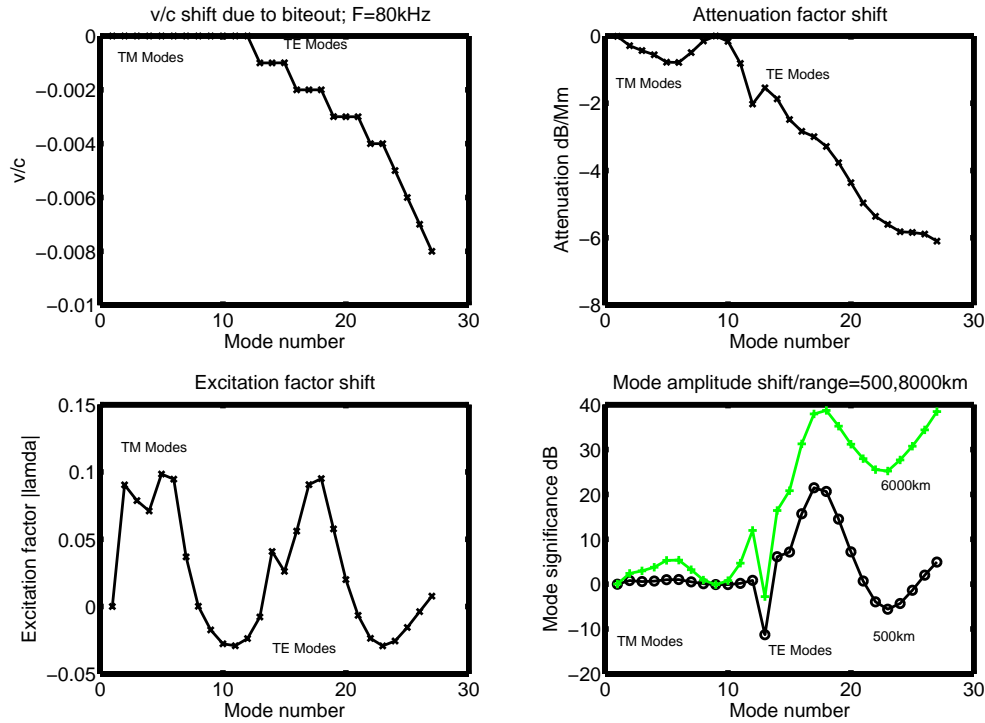 v/c shift due to biteout; F=80kHz
0
−0.002
−0.004
−0.006
−0.008
−0.01
v/c
TM Modes
TE Modes
0
10
20
30
Mode number
Attenuation factor shift
0
−2
−4
−6
−8
Attenuation dB/Mm
TM Modes
TE Modes
0
10
20
30
Mode number
Excitation factor shift
0.15
0.1
0.05
0
−0.05
Excitation factor |lamda|
TM Modes
TE Modes
0
10
20
30
Mode number
Mode amplitude shift/range=500,8000km
40
30
20
10
0
−10
−20
Mode significance dB
6000km
500km
TM Modes
TE Modes
0
10
20
30
Mode number